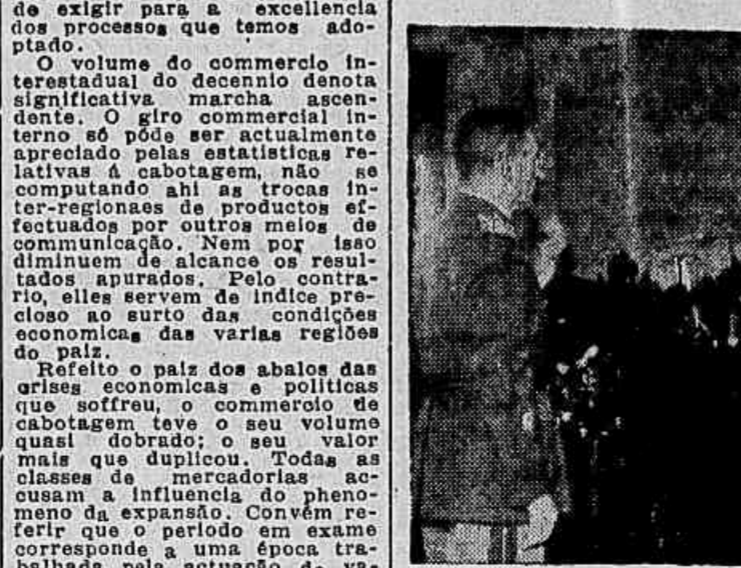 de exigir para a excellencia
dos processos que temos ado-
ptado.
O volume do commercio in-
terestadual do decennio denota
significativa marcha ascen-
dente. O giro commercial in-
terno só póde ser actualmente
apreciado pelas estatisticas re-
lativas á cabotagem, não se
computando ahi as trocas in-
ter-regionaes de productos ef-
fectuados por outros meios de
communicação. Nem por isso
diminuem de alcance os resul-
tados apurados. Pelo contra-
rio, elles servem de indice pre-
cioso ao surto das condições
economicas das varias regiões
do paiz.
Refeito o paiz dos abalos das
crises economicas e politicas
que soffreu, o commercio de
cabotagem teve o seu volume
quasi dobrado; o seu valor
mais que duplicou. Todas as
classes de mercadorias ac-
cusam a influencia do pheno-
meno da expansão. Convém re-
ferir que o periodo em exame
corresponde a uma época tra-
balhada pela actuação de va-